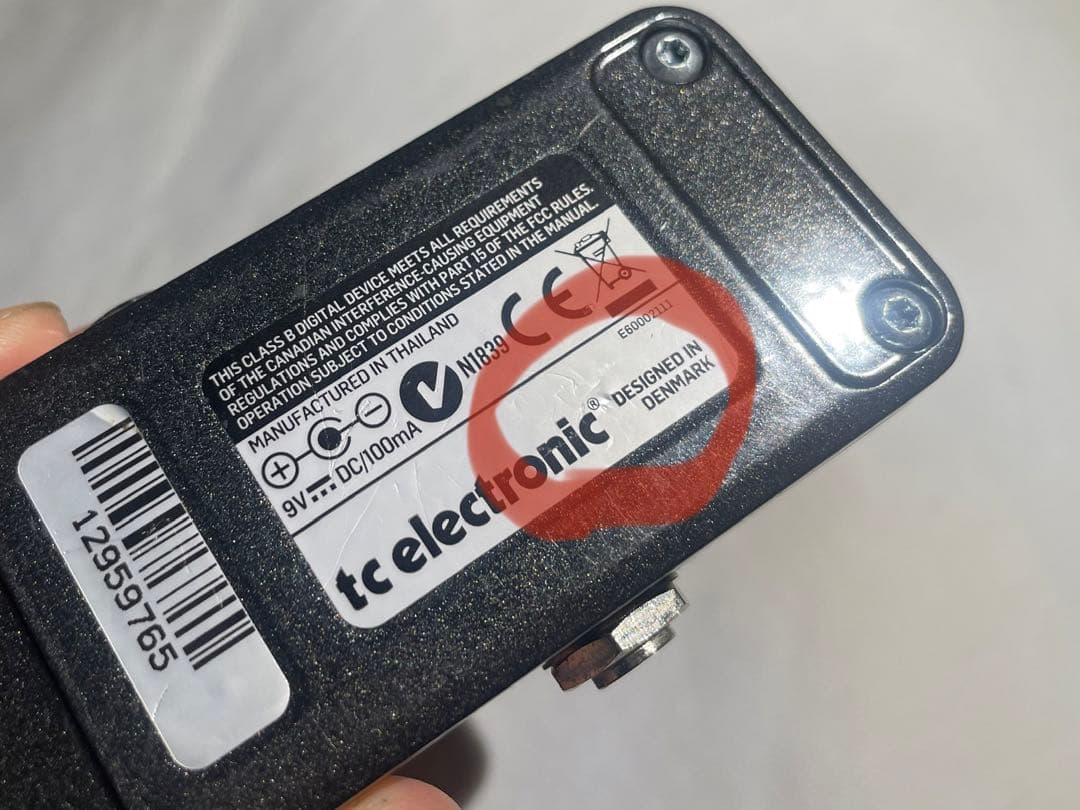 THIS CLASS B DIGITAL DEVICE MEETS ALL REQUIREMENTS
OF THE CANADIAN INTERFERENCE-CAUSING EQUIPMENT
REGULATIONS AND COMPLIES WITH PART 15 OF THE FCC RULES.
OPERATION SUBJECT TO CONDITIONS STATED IN THE MANUAL.
MANUFACTURED IN THAILAND
N1839 CE
9V DC/100mA
E60002111
tc electronic®
DESIGNED IN
DENMARK
12959765